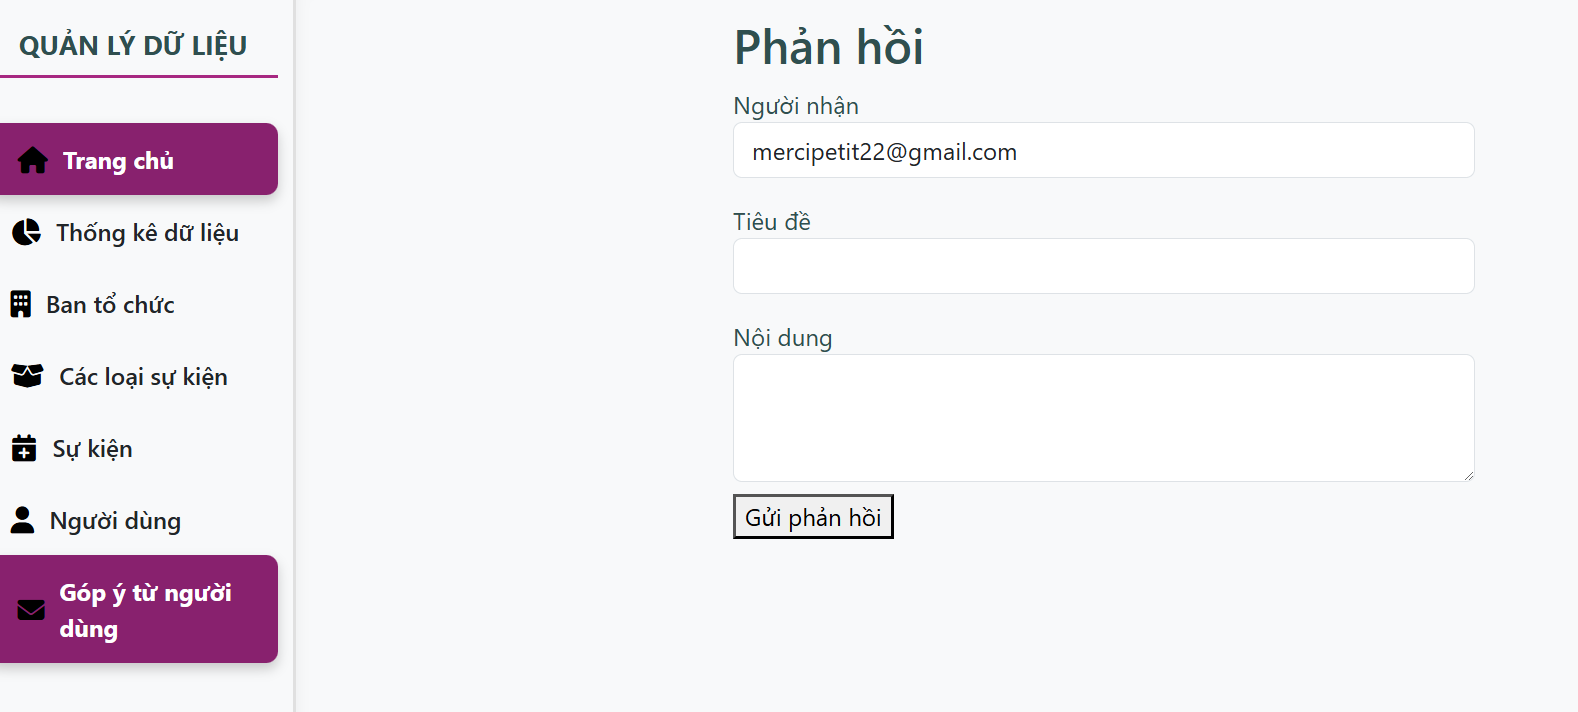 QUẢN LÝ DỮ LIỆU
Trang chủ
Thống kê dữ liệu
Ban tổ chức
Các loại sự kiện
Sự kiện
Người dùng
Góp ý từ người
dùng
Phản hồi
Người nhận
mercipetit22@gmail.com
Tiêu đề
Nội dung
Gửi phản hồi